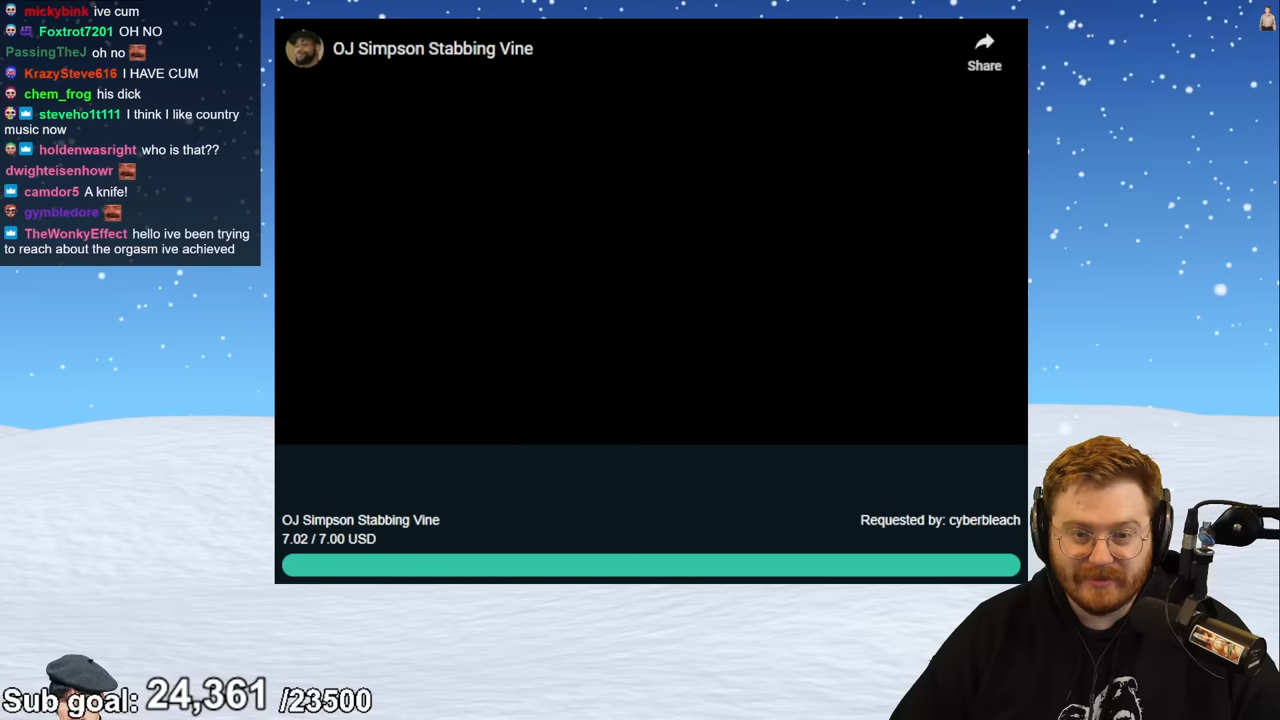 mickybink ive cum
Foxtrot7201 OH NO
PassingTheJ oh no
KrazySteve616 I HAVE CUM
chem_frog his dick
steveho1t111 I think I like country
music now
holdenwasright who is that??
dwighteisenhowr
camdor5 A knife!
gymbledore
TheWonkyEffect hello ive been trying
to reach about the orgasm ive achieved
OJ Simpson Stabbing Vine
Share
OJ Simpson Stabbing Vine
Requested by: cyberbleach
7.02 / 7.00 USD
Sub goal: 24,361 /23500